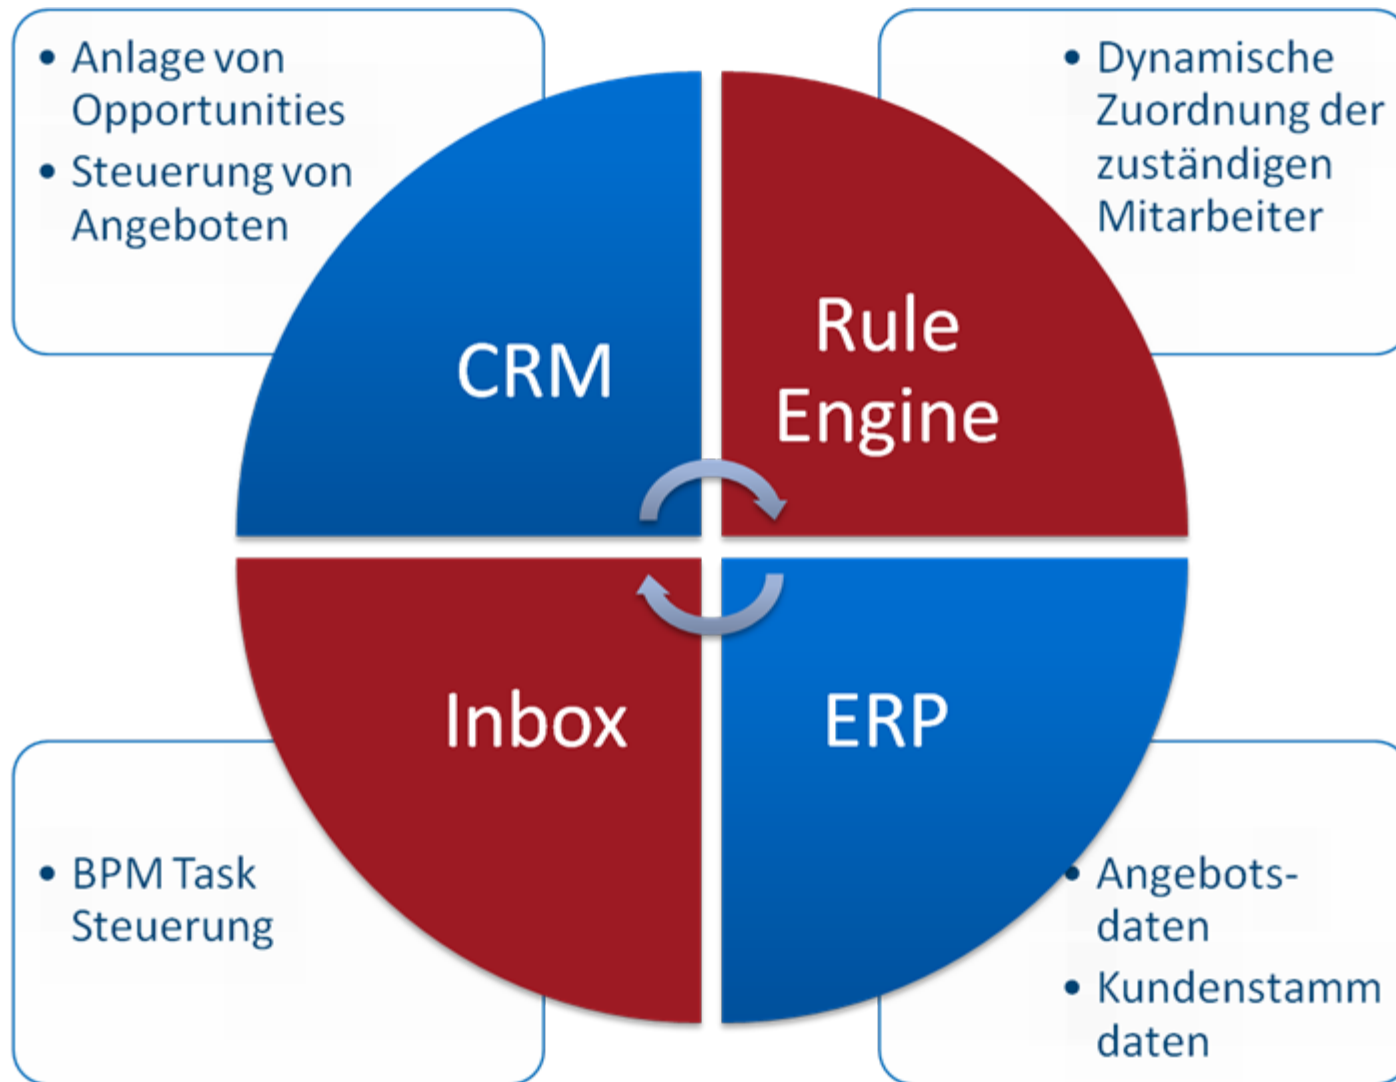 • Anlage von
Opportunities
• Steuerung von
Angeboten
• Dynamische
Zuordnung der
zuständigen
Mitarbeiter
CRM
Rule
Engine
Inbox
ERP
• BPM Task
Steuerung
• Angebots-
daten
• Kundenstamm
daten